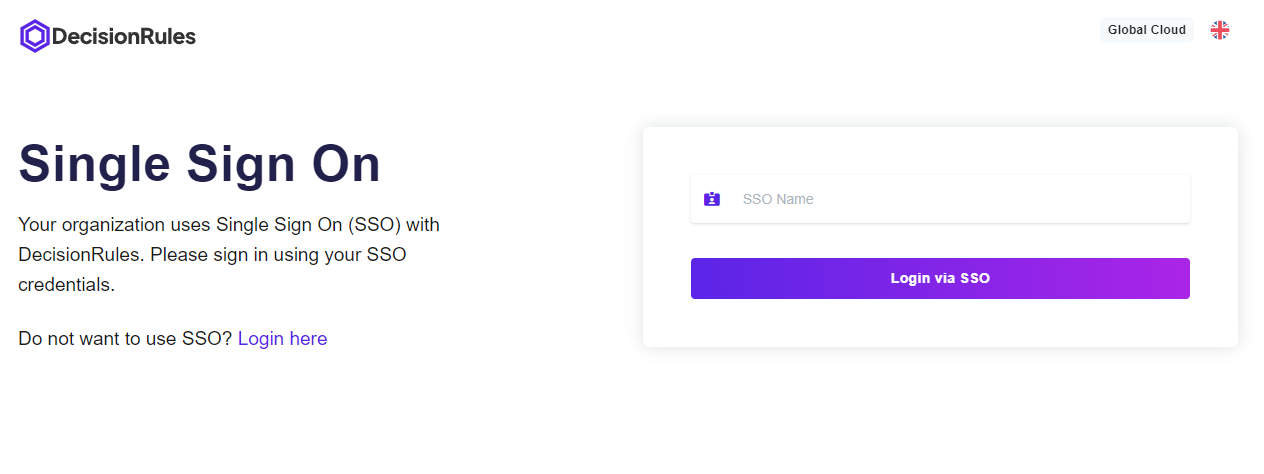 DecisionRules
Global Cloud
Single Sign On
Your organization uses Single Sign On (SSO) with
DecisionRules. Please sign in using your SSO
credentials.
Do not want to use SSO? Login here
SSO Name
Login via SSO